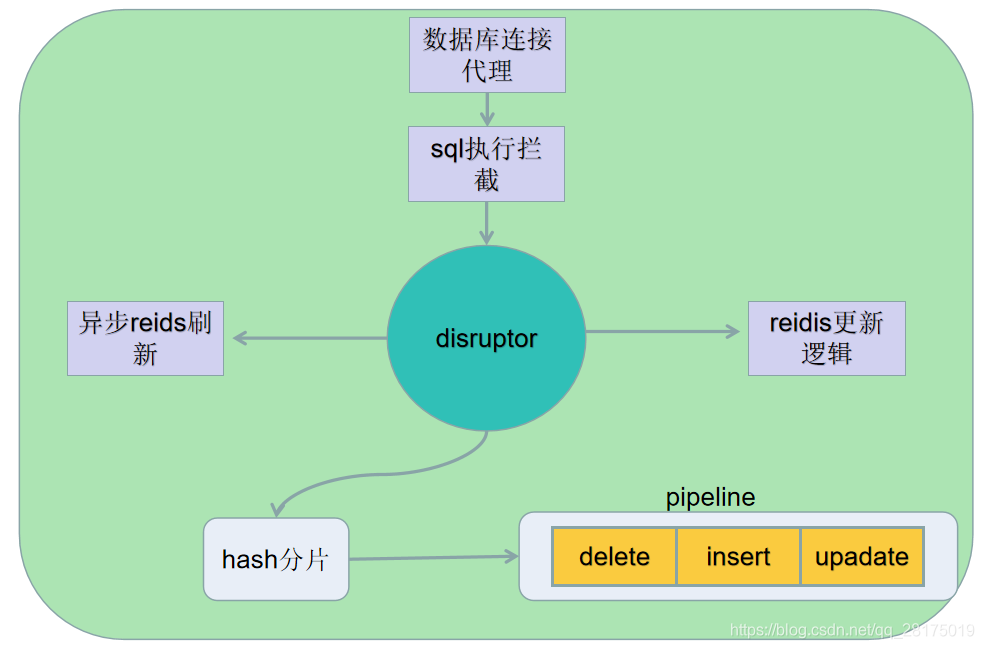 数据库连接
代理
sql执行拦
截
disruptor
异步reids刷
新
reidis更新
逻辑
pipeline
hash分片
delete
insert
upadate
https://blog.csdn.net/qq_28175019